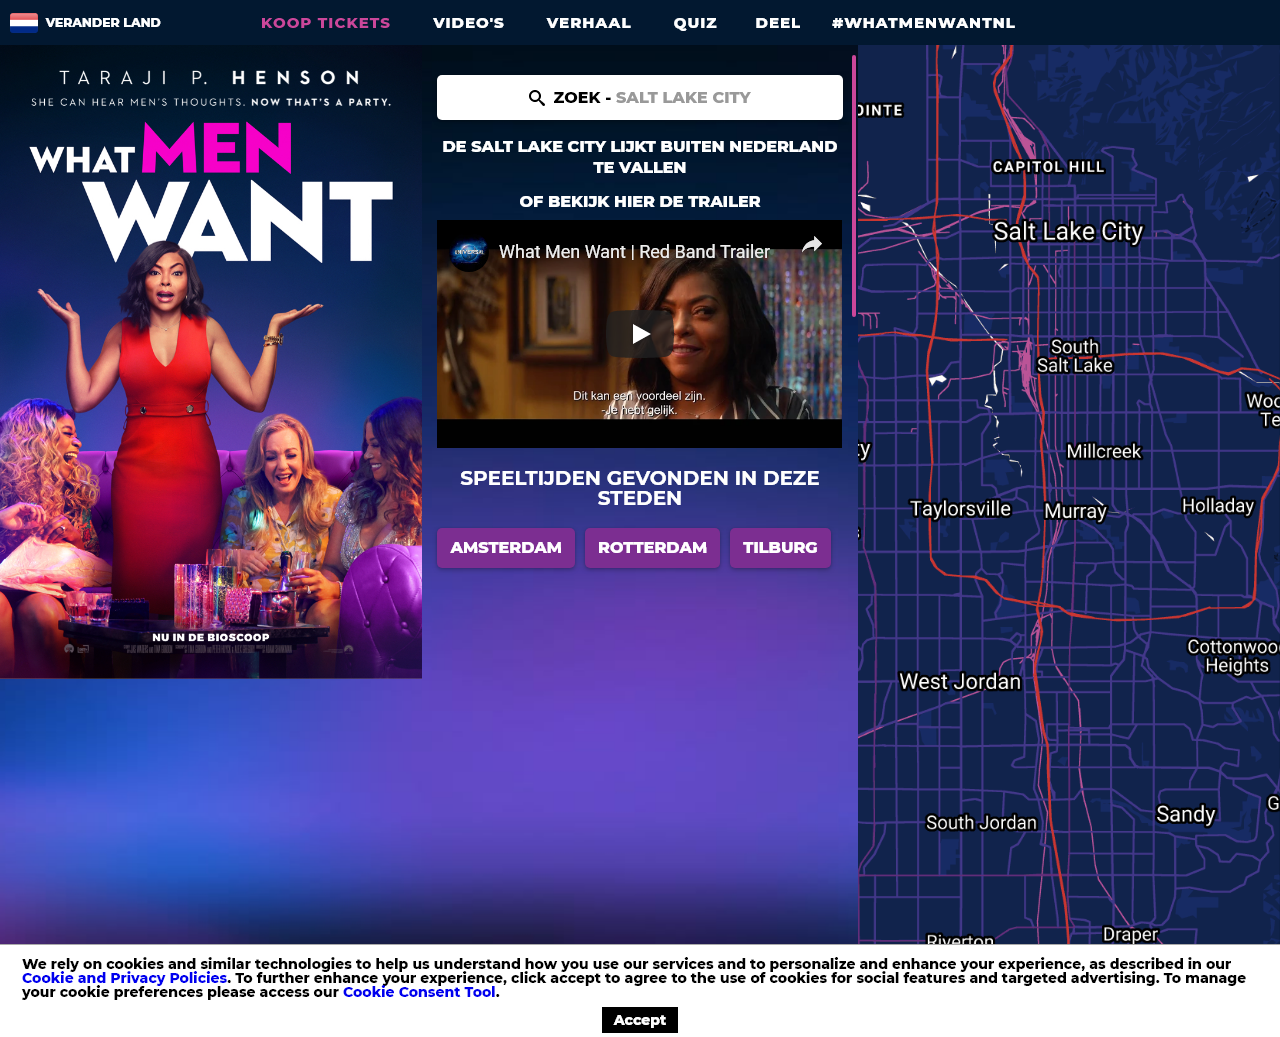 VERANDER LAND
KOOP TICKETS
VIDEO'S
VERHAAL
QUIZ
DEEL
#WHATMENWANTNL
TARAJI P. HENSON
SHE CAN HEAR MEN'S THOUGHTS. NOW THAT'S A PARTY.
WHAT MEN
WANT
NU IN DE BIOSCOOP
ZOEK - SALT LAKE CITY
DE SALT LAKE CITY LIJKT BUITEN NEDERLAND
TE VALLEN
OF BEKIJK HIER DE TRAILER
UNIVERSAL
What Men Want | Red Band Trailer
Dit kan een voordeel zijn.
-Je hebt gelijk.
SPEELTIJDEN GEVONDEN IN DEZE
STEDEN
AMSTERDAM
ROTTERDAM
TILBURG
OINTE
CAPITOL HILL
Salt Lake City
South
Salt Lake
Woo
Te
ty
Millcreek
Taylorsville
Murray
Holladay
s
Cottonwood
Heights
West Jordan
G
Sandy
South Jordan
Draper
Riverton
We rely on cookies and similar technologies to help us understand how you use our services and to personalize and enhance your experience, as described in our
Cookie and Privacy Policies. To further enhance your experience, click accept to agree to the use of cookies for social features and targeted advertising. To manage
your cookie preferences please access our Cookie Consent Tool.
Accept